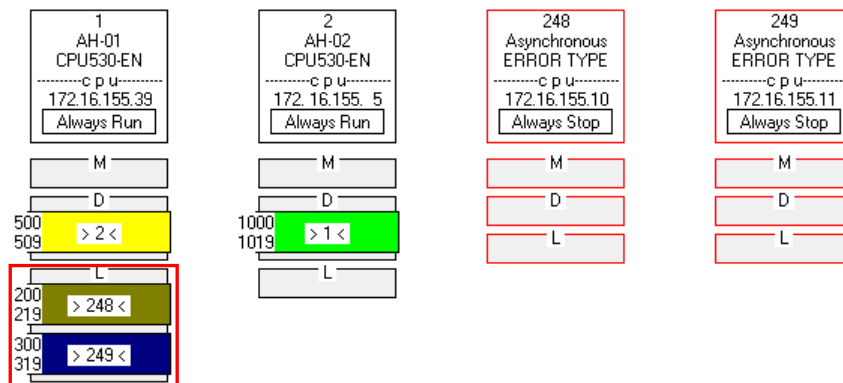 1
AH-01
CPU530-EN
--------c p u--------
172.16.155.39
Always Run
M
D
500
509
> 2 <
L
200
219
> 248 <
300
319
> 249 <
2
AH-02
CPU530-EN
--------c p u--------
172. 16.155.  5
Always Run
M
D
1000
1019
> 1 <
L
248
Asynchronous
ERROR TYPE
--------c p u--------
172.16.155.10
Always Stop
M
D
L
249
Asynchronous
ERROR TYPE
--------c p u--------
172.16.155.11
Always Stop
M
D
L